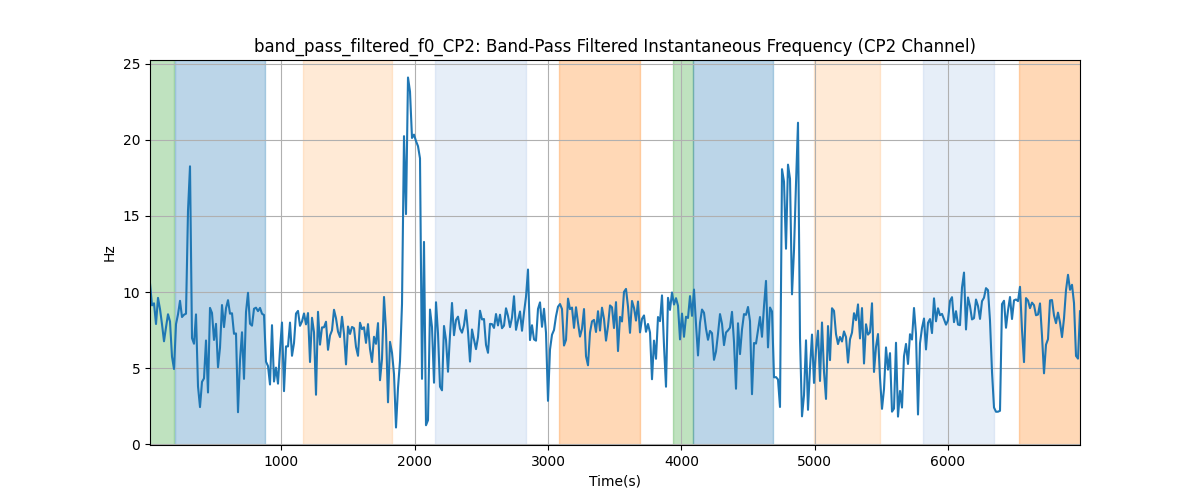 band_pass_filtered_f0_CP2: Band-Pass Filtered Instantaneous Frequency (CP2 Channel)
25
20
15
10
5
0
Hz
1000 2000 3000 4000 5000 6000
Time(s)